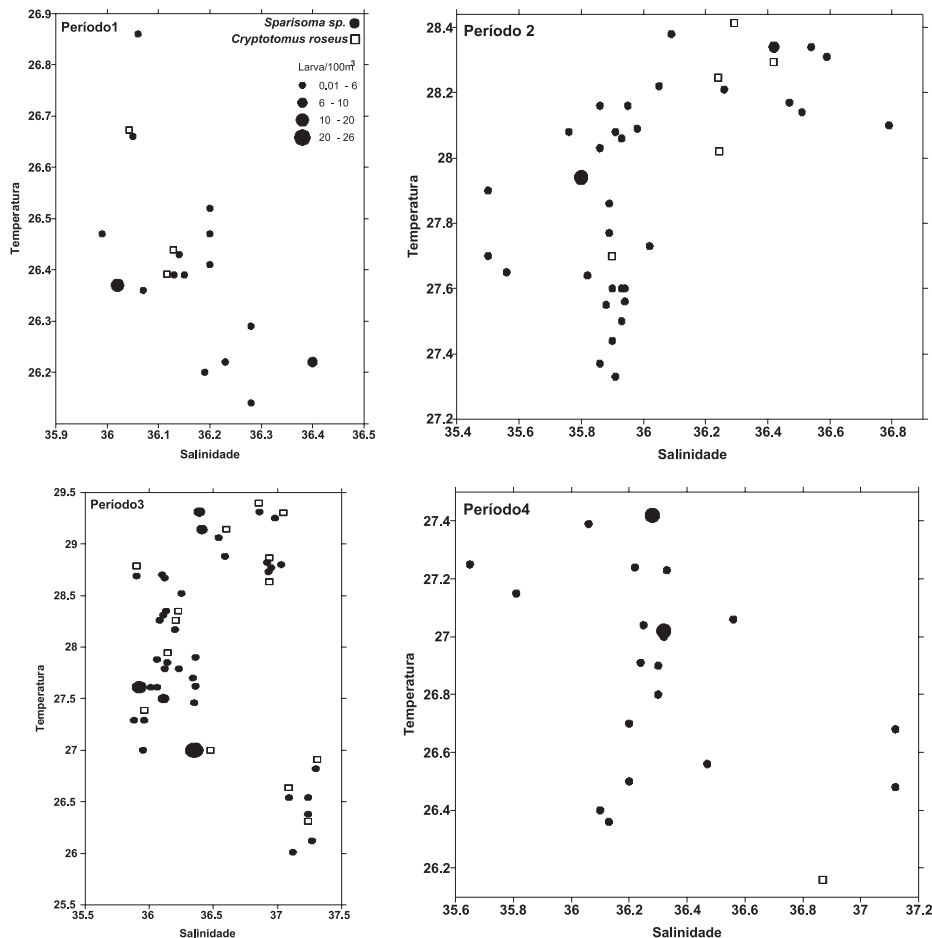 Período1
Sparisoma sp.
Cryptotomus roseus
Larva/100m3
0.01 - 6
6 - 10
10 - 20
20 - 26
26.9
26.8
26.7
26.6
26.5
26.4
26.3
26.2
Temperatura
35.9 36 36.1 36.2 36.3 36.4 36.5
Salinidade
Período 2
28.4
28.2
28
27.8
27.6
27.4
27.2
Temperatura
35.4 35.6 35.8 36 36.2 36.4 36.6 36.8
Salinidade
Período3
29.5
29
28.5
28
27.5
27
26.5
26
25.5
Temperatura
35.5 36 36.5 37 37.5
Salinidade
Período4
27.4
27.2
27
26.8
26.6
26.4
26.2
Temperatura
35.6 35.8 36 36.2 36.4 36.6 36.8 37 37.2
Salinidade